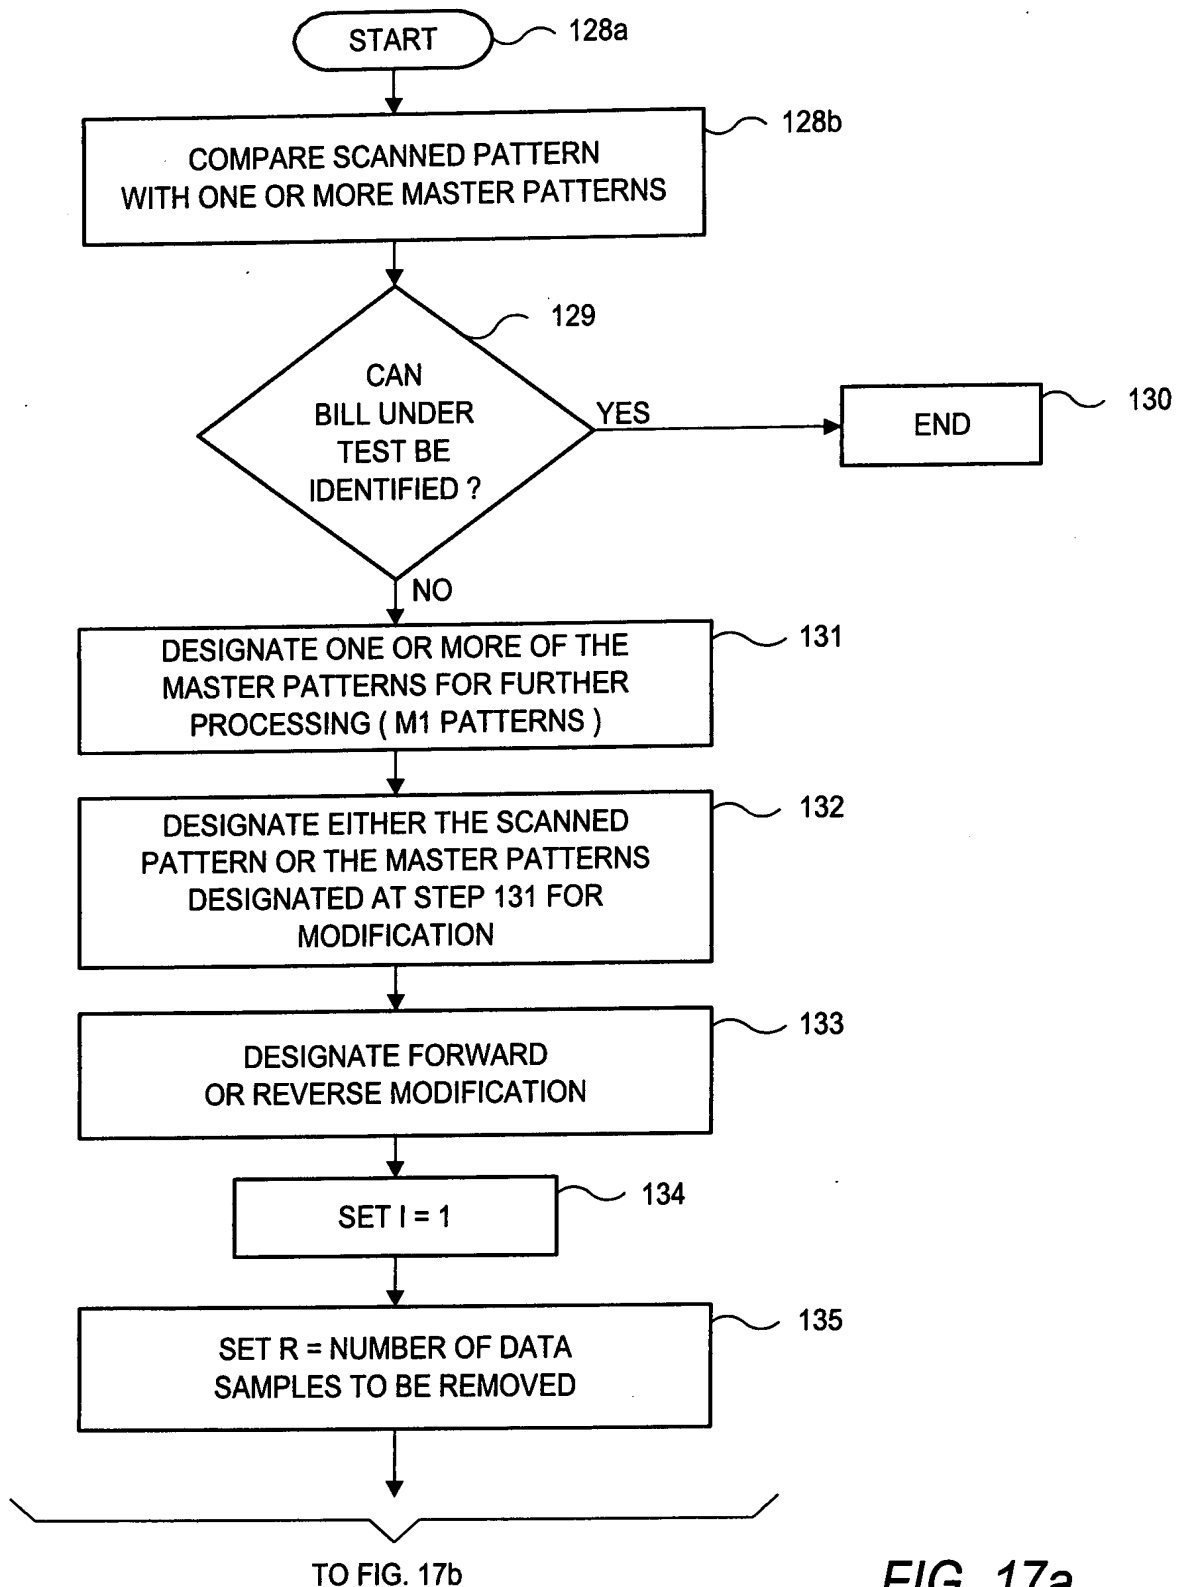 START
128a
COMPARE SCANNED PATTERN
WITH ONE OR MORE MASTER PATTERNS
128b
CAN
BILL UNDER
TEST BE
IDENTIFIED ?
129
YES
END
130
NO
DESIGNATE ONE OR MORE OF THE
MASTER PATTERNS FOR FURTHER
PROCESSING ( M1 PATTERNS )
131
DESIGNATE EITHER THE SCANNED
PATTERN OR THE MASTER PATTERNS
DESIGNATED AT STEP 131 FOR
MODIFICATION
132
DESIGNATE FORWARD
OR REVERSE MODIFICATION
133
SET I = 1
134
SET R = NUMBER OF DATA
SAMPLES TO BE REMOVED
135
TO FIG. 17b
FIG. 17a